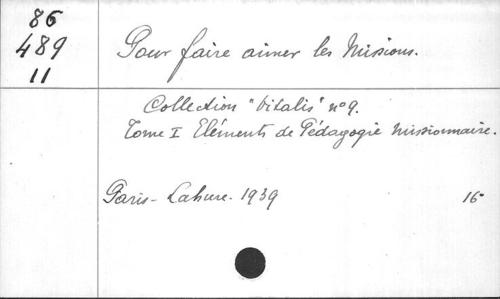 86
489
11
Pour faire aimer les Missions.
Collection "Vitalis" n° 9.
Tome I Eléments de Pédagogie Missionnaire.
Paris - Lahure - 1939
16°